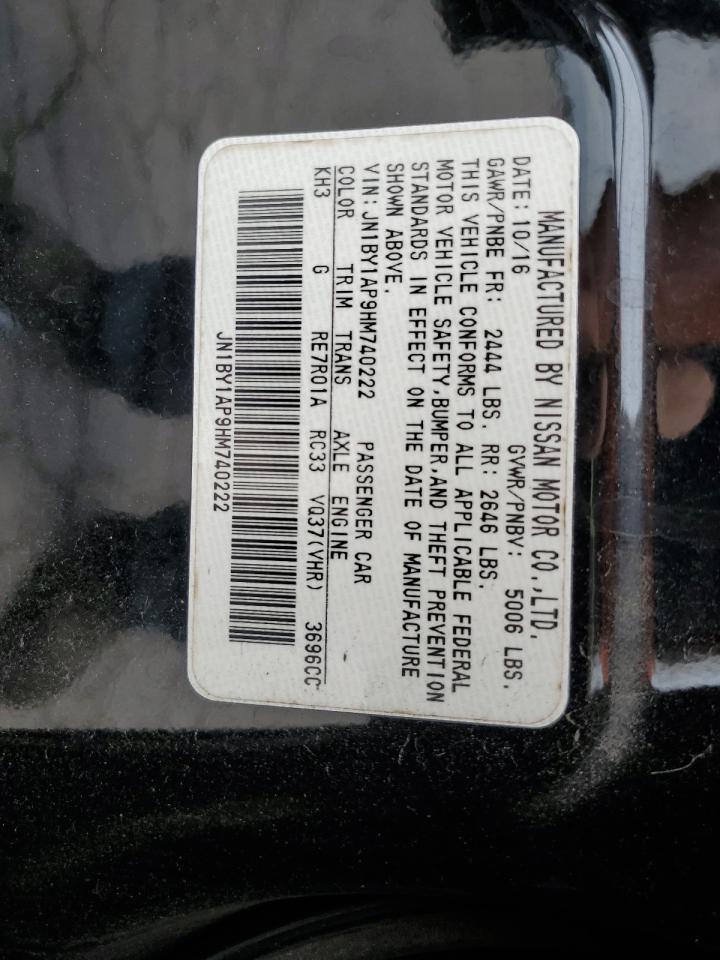 MANUFACTURED BY NISSAN MOTOR CO.,LTD.
DATE: 10/16 GVWR/PNBV: 5006 LBS.
GAWR/PNBE FR: 2444 LBS. RR: 2646 LBS.
THIS VEHICLE CONFORMS TO ALL APPLICABLE FEDERAL
MOTOR VEHICLE SAFETY,BUMPER,AND THEFT PREVENTION
STANDARDS IN EFFECT ON THE DATE OF MANUFACTURE
SHOWN ABOVE.
VIN: JN1BY1AP9HM740222 PASSENGER CAR
COLOR TRIM TRANS AXLE ENGINE
KH3 G RE7R01A RC33 VQ37(VHR) 3696CC
JN1BY1AP9HM740222